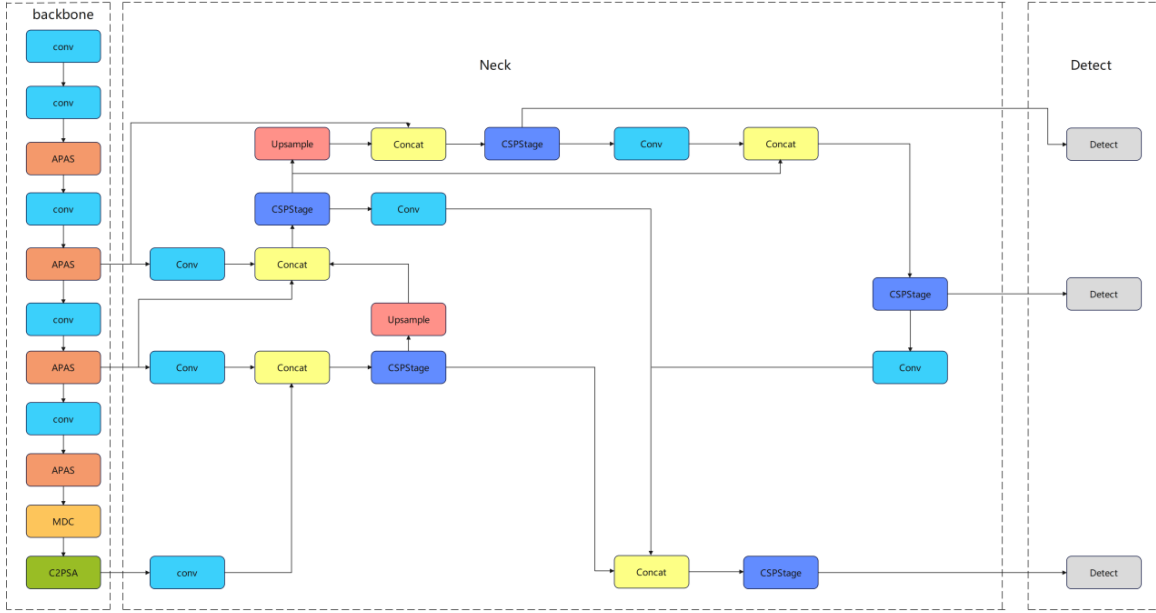 backbone
Neck
Detect
conv
conv
APAS
conv
APAS
conv
APAS
conv
APAS
MDC
C2PSA
Upsample
Concat
CSPStage
Conv
Concat
CSPStage
Conv
Conv
Concat
Upsample
Conv
Concat
CSPStage
conv
CSPStage
Conv
Concat
CSPStage
Detect
Detect
Detect